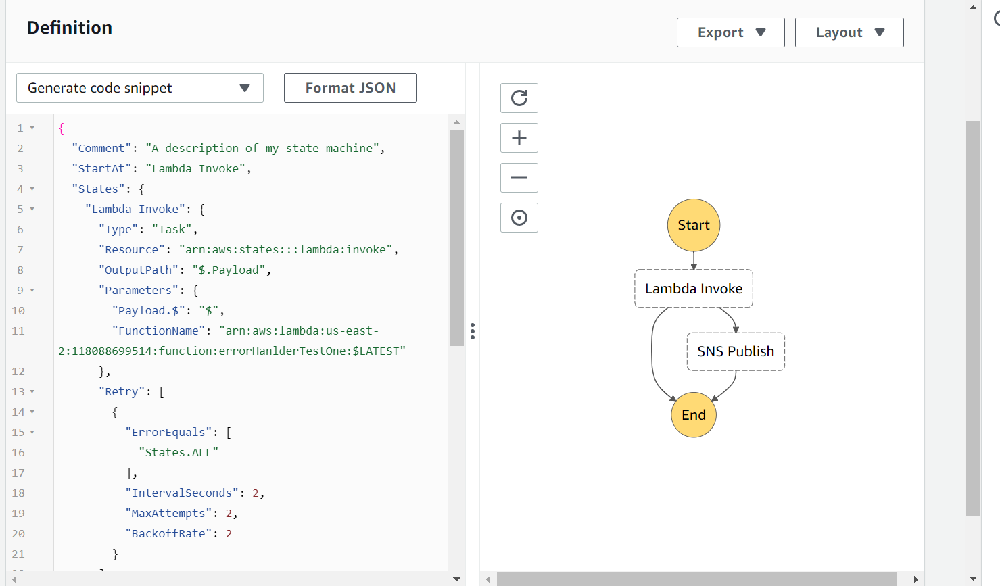 Definition
Export
Layout
Generate code snippet
Format JSON
1 {
2 "Comment": "A description of my state machine",
3 "StartAt": "Lambda Invoke",
4 "States": {
5 "Lambda Invoke": {
6 "Type": "Task",
7 "Resource": "arn:aws:states:::lambda:invoke",
8 "OutputPath": "$.Payload",
9 "Parameters": {
10 "Payload.$": "$",
11 "FunctionName": "arn:aws:lambda:us-east-
2:118088699514:function:errorHanlderTestOne:$LATEST"
12 },
13 "Retry": [
14 {
15 "ErrorEquals": [
16 "States.ALL"
17 ],
18 "IntervalSeconds": 2,
19 "MaxAttempts": 2,
20 "BackoffRate": 2
21 }
Start
Lambda Invoke
SNS Publish
End